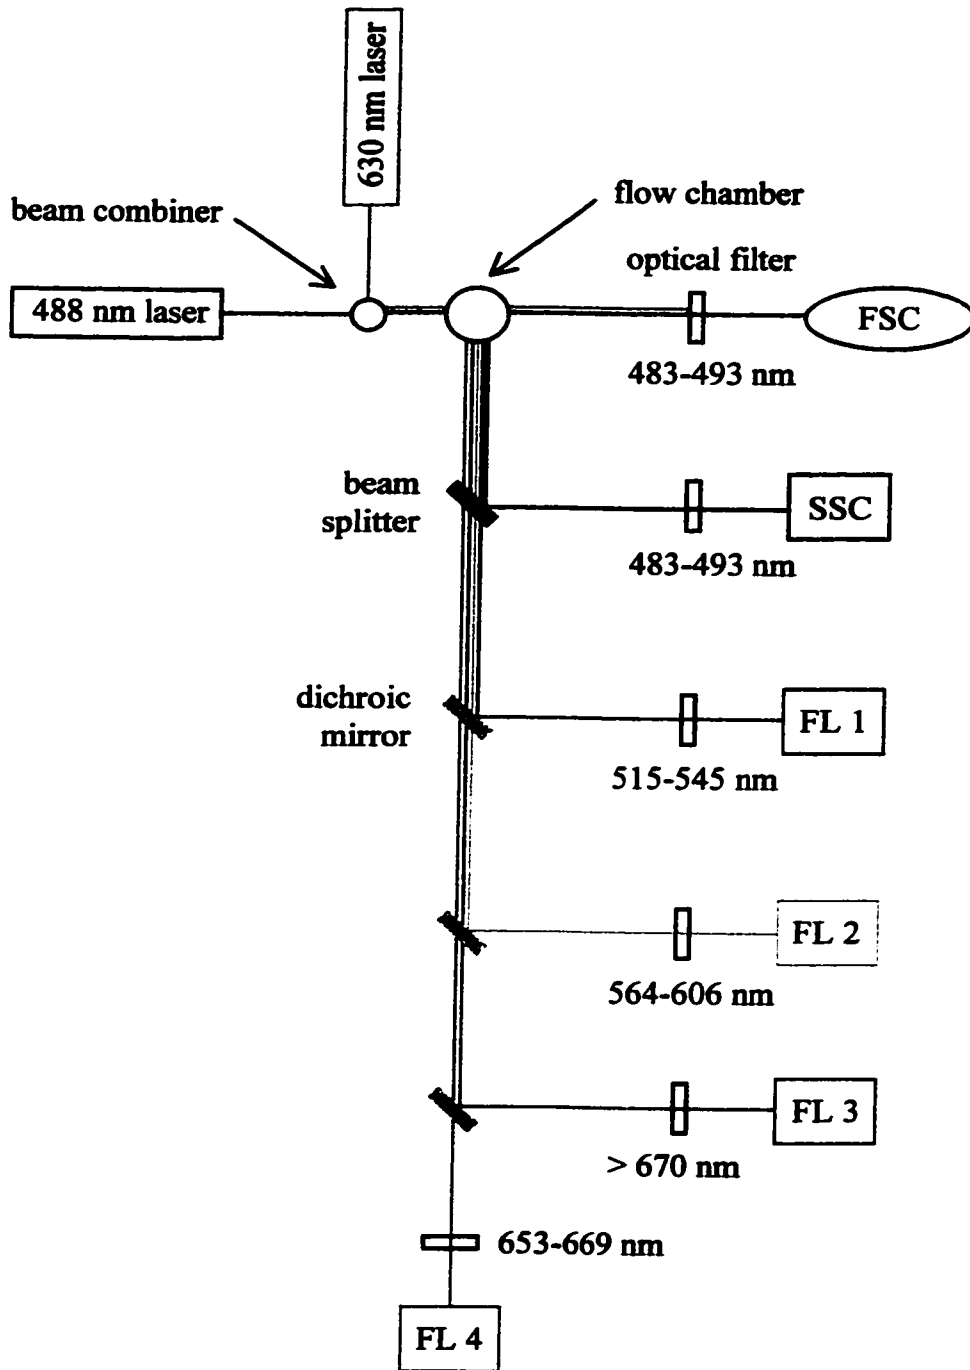 630 nm laser
beam combiner
flow chamber
optical filter
488 nm laser
FSC
483-493 nm
beam
splitter
SSC
483-493 nm
dichroic
mirror
FL 1
515-545 nm
FL 2
564-606 nm
FL 3
> 670 nm
653-669 nm
FL 4